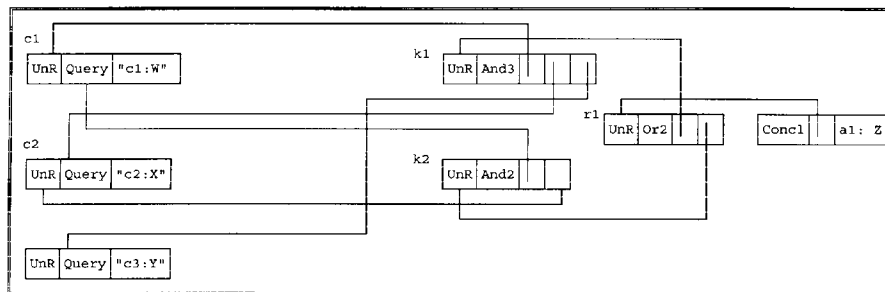 c1
k1
UnR Query "c1:W"
UnR And3
r1
UnR Or2
Concl a1: Z
c2
k2
UnR Query "c2:X"
UnR And2
UnR Query "c3:Y"